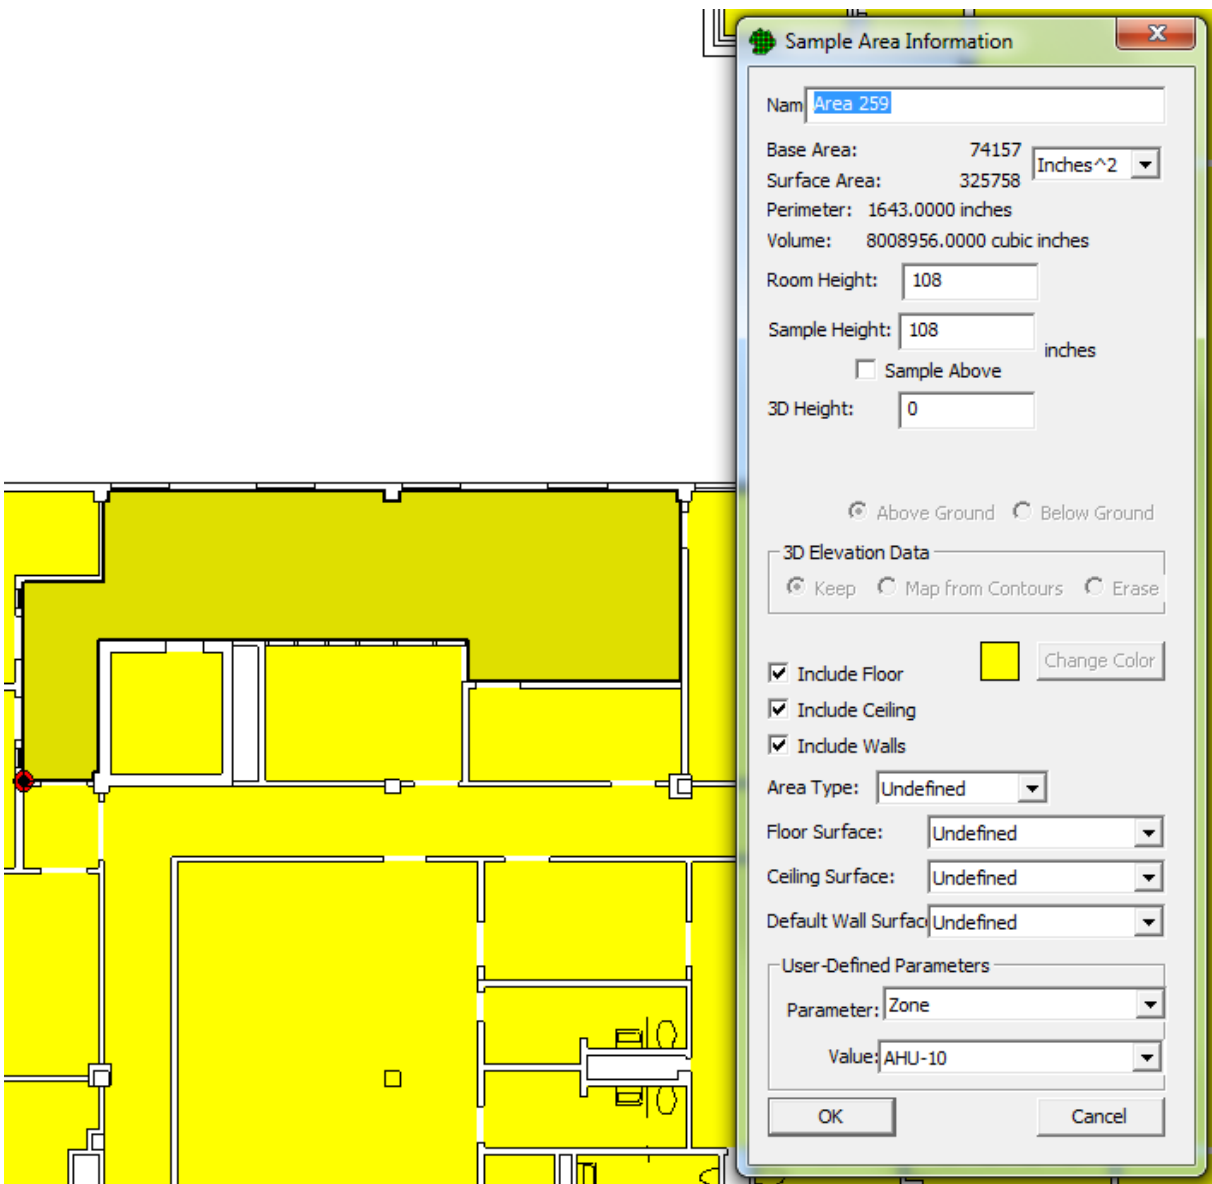 Sample Area Information
Nam Area 259
Base Area: 74157 Inches^2
Surface Area: 325758
Perimeter: 1643.0000 inches
Volume: 8008956.0000 cubic inches
Room Height: 108
Sample Height: 108
inches
Sample Above
3D Height: 0
Above Ground Below Ground
3D Elevation Data
Keep Map from Contours Erase
Change Color
Include Floor
Include Ceiling
Include Walls
Area Type: Undefined
Floor Surface: Undefined
Ceiling Surface: Undefined
Default Wall Surfac Undefined
User-Defined Parameters
Parameter: Zone
Value: AHU-10
OK Cancel